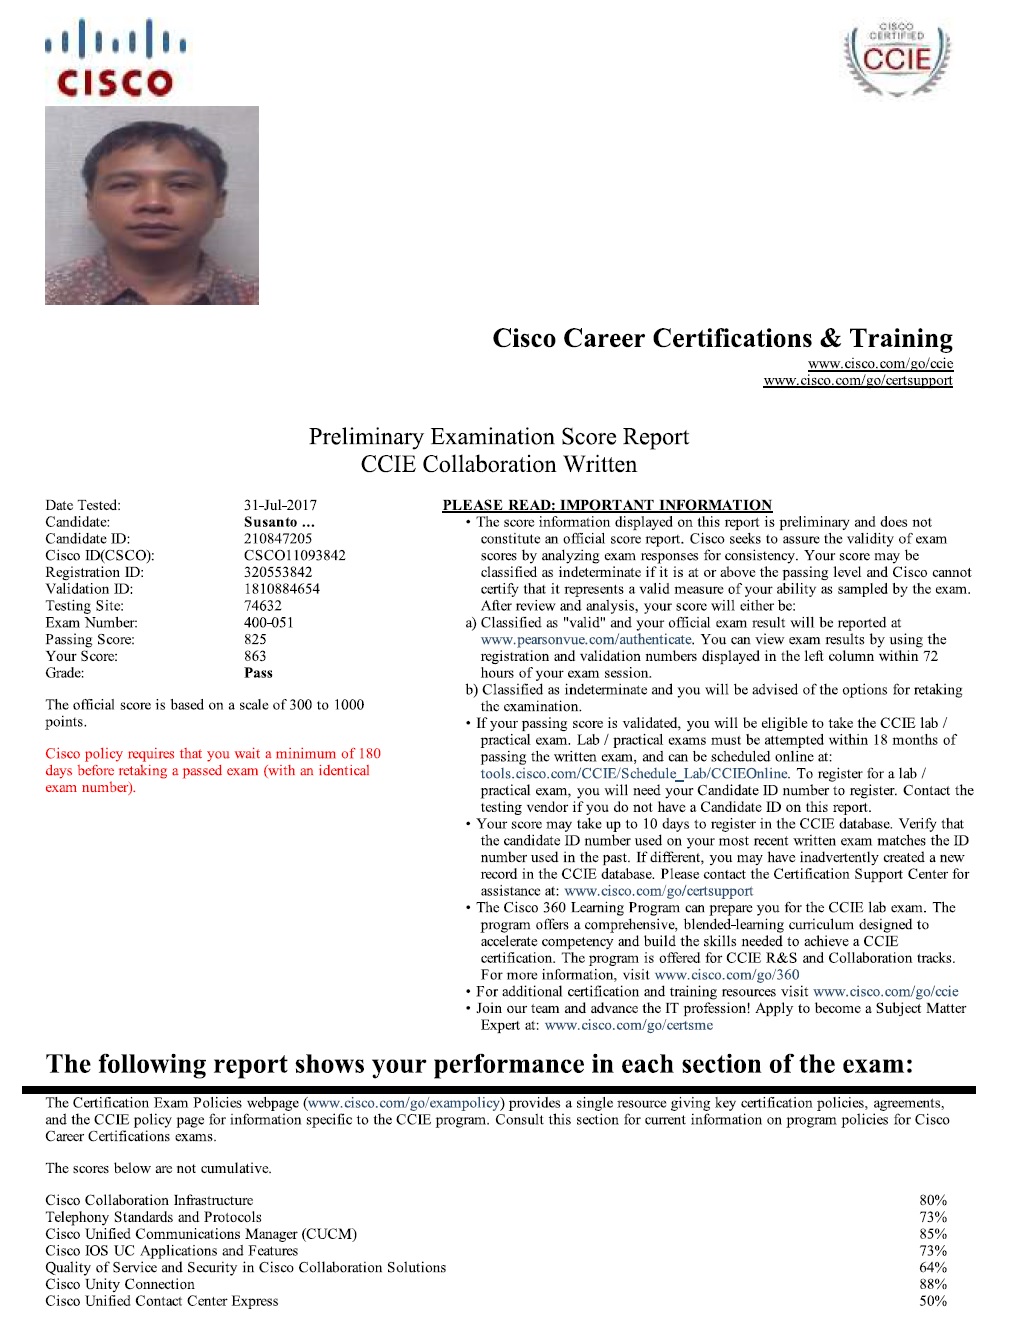 CISCO
CISCO
CERTIFIED
CCIE
Cisco Career Certifications & Training
www.cisco.com/go/ccie
www.cisco.com/go/certsupport
Preliminary Examination Score Report
CCIE Collaboration Written
Date Tested: 31-Jul-2017
Candidate: Susanto ...
Candidate ID: 210847205
Cisco ID(CSCO): CSCO11093842
Registration ID: 320553842
Validation ID: 1810884654
Testing Site: 74632
Exam Number: 400-051
Passing Score: 825
Your Score: 863
Grade: Pass
The official score is based on a scale of 300 to 1000
points.
Cisco policy requires that you wait a minimum of 180
days before retaking a passed exam (with an identical
exam number).
PLEASE READ: IMPORTANT INFORMATION
• The score information displayed on this report is preliminary and does not
constitute an official score report. Cisco seeks to assure the validity of exam
scores by analyzing exam responses for consistency. Your score may be
classified as indeterminate if it is at or above the passing level and Cisco cannot
certify that it represents a valid measure of your ability as sampled by the exam.
After review and analysis, your score will either be:
a) Classified as "valid" and your official exam result will be reported at
www.pearsonvue.com/authenticate. You can view exam results by using the
registration and validation numbers displayed in the left column within 72
hours of your exam session.
b) Classified as indeterminate and you will be advised of the options for retaking
the examination.
• If your passing score is validated, you will be eligible to take the CCIE lab /
practical exam. Lab / practical exams must be attempted within 18 months of
passing the written exam, and can be scheduled online at:
tools.cisco.com/CCIE/Schedule_Lab/CCIEOnline. To register for a lab /
practical exam, you will need your Candidate ID number to register. Contact the
testing vendor if you do not have a Candidate ID on this report.
• Your score may take up to 10 days to register in the CCIE database. Verify that
the candidate ID number used on your most recent written exam matches the ID
number used in the past. If different, you may have inadvertently created a new
record in the CCIE database. Please contact the Certification Support Center for
assistance at: www.cisco.com/go/certsupport
• The Cisco 360 Learning Program can prepare you for the CCIE lab exam. The
program offers a comprehensive, blended-learning curriculum designed to
accelerate competency and build the skills needed to achieve a CCIE
certification. The program is offered for CCIE R&S and Collaboration tracks.
For more information, visit www.cisco.com/go/360
• For additional certification and training resources visit www.cisco.com/go/ccie
• Join our team and advance the IT profession! Apply to become a Subject Matter
Expert at: www.cisco.com/go/certsme
The following report shows your performance in each section of the exam:
The Certification Exam Policies webpage (www.cisco.com/go/exampolicy) provides a single resource giving key certification policies, agreements,
and the CCIE policy page for information specific to the CCIE program. Consult this section for current information on program policies for Cisco
Career Certifications exams.
The scores below are not cumulative.
Cisco Collaboration Infrastructure 80%
Telephony Standards and Protocols 73%
Cisco Unified Communications Manager (CUCM) 85%
Cisco IOS UC Applications and Features 73%
Quality of Service and Security in Cisco Collaboration Solutions 64%
Cisco Unity Connection 88%
Cisco Unified Contact Center Express 50%